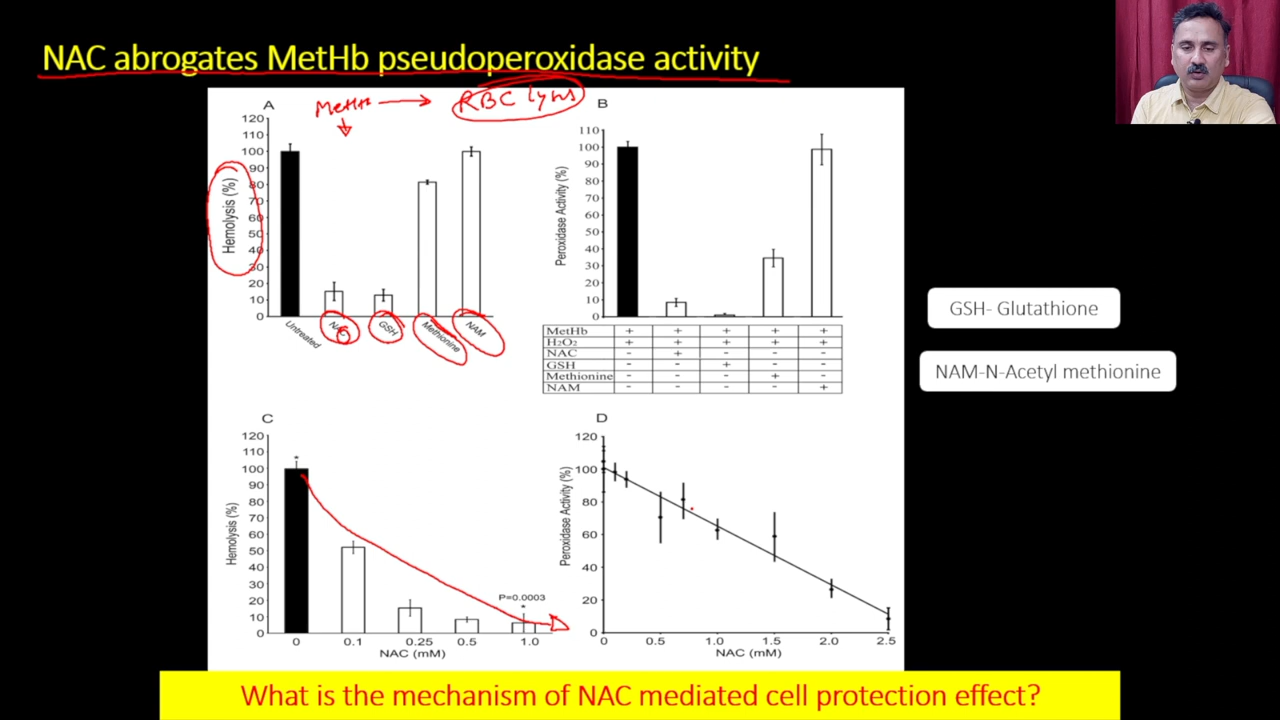 NAC abrogates MetHb pseudoperoxidase activity
A
MetHb → RBC lysis
120
110
100
90
80
70
60
50
40
30
20
10
0
Hemolysis (%)
Untreated NAC GSH Methionine NAM
B
110
100
90
80
70
60
50
40
30
20
10
0
Peroxidase Activity (%)
MetHb + + + + +
H₂O₂ + + + + +
NAC - + - - -
GSH - - + - -
Methionine - - - + -
NAM - - - - +
GSH- Glutathione
NAM-N-Acetyl methionine
C
120
110
100
90
80
70
60
50
40
30
20
10
0
Hemolysis (%)
*
P=0.0003
*
0 0.1 0.25 0.5 1.0
NAC (mM)
D
120
100
80
60
40
20
0
Peroxidase Activity (%)
0 0.5 1.0 1.5 2.0 2.5
NAC (mM)
What is the mechanism of NAC mediated cell protection effect?